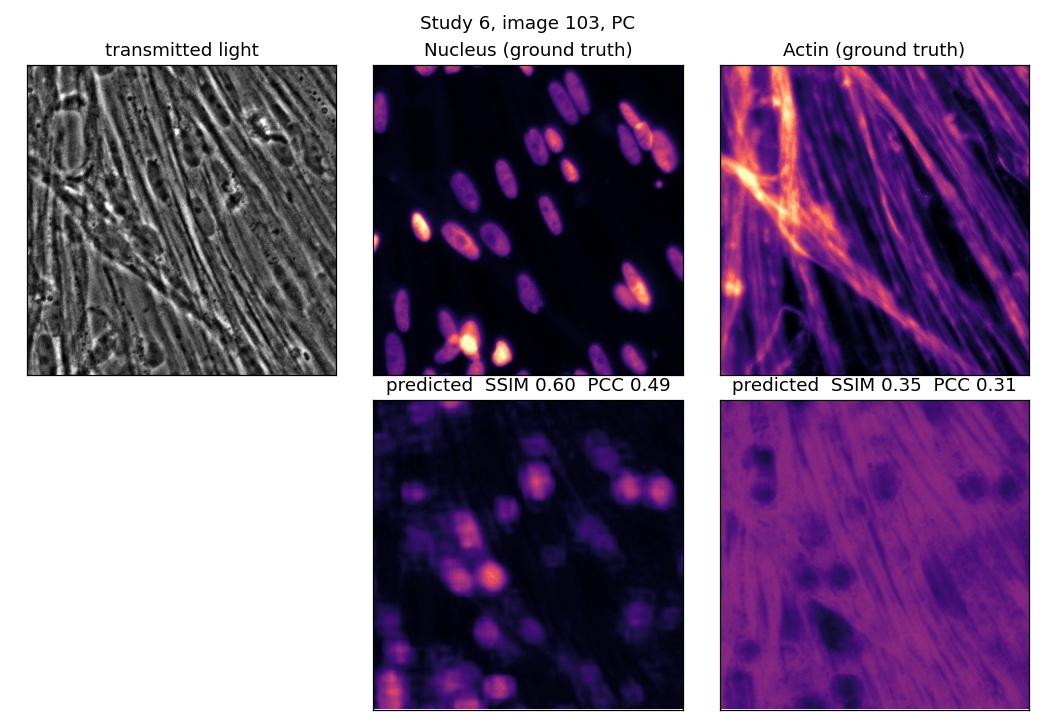 Study 6, image 103, PC
transmitted light
Nucleus (ground truth)
Actin (ground truth)
predicted  SSIM 0.60  PCC 0.49
predicted  SSIM 0.35  PCC 0.31